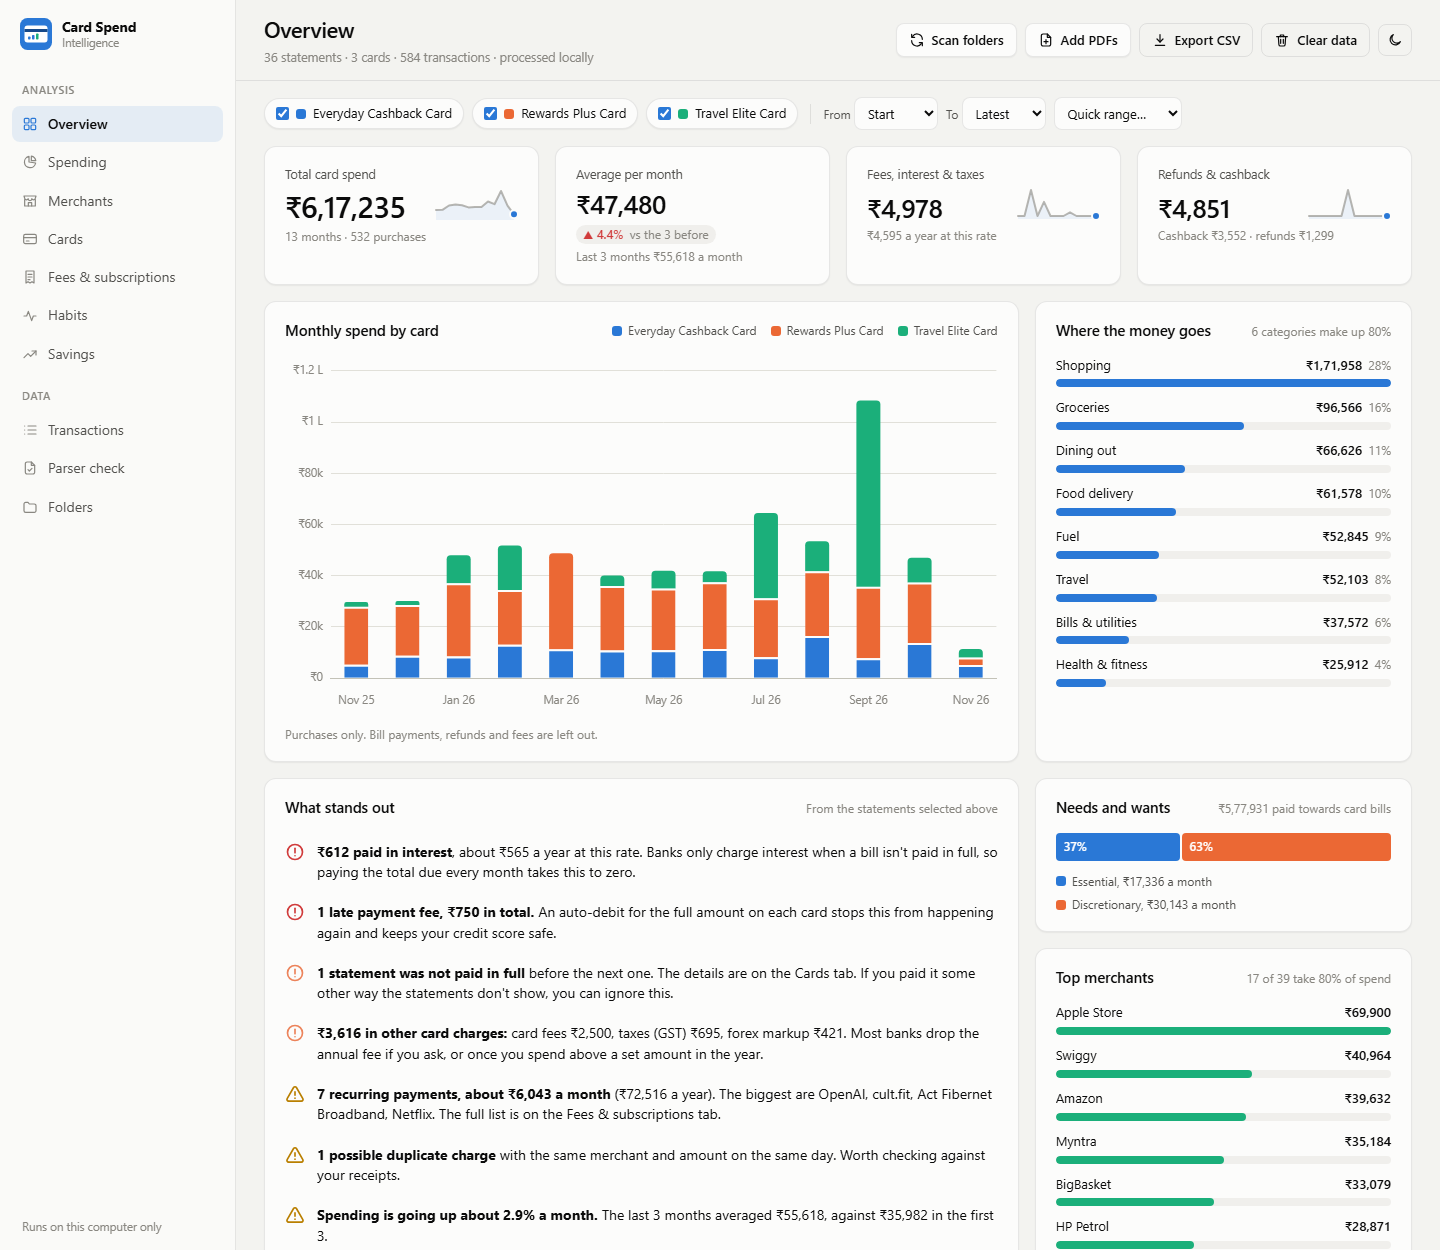 Card Spend
Intelligence
ANALYSIS
Overview
Spending
Merchants
Cards
Fees & subscriptions
Habits
Savings
DATA
Transactions
Parser check
Folders
Runs on this computer only
Overview
36 statements · 3 cards · 584 transactions · processed locally
Scan folders
Add PDFs
Export CSV
Clear data
Everyday Cashback Card
Rewards Plus Card
Travel Elite Card
From
Start
To
Latest
Quick range...
Total card spend
₹6,17,235
13 months · 532 purchases
Average per month
₹47,480
▲ 4.4% vs the 3 before
Last 3 months ₹55,618 a month
Fees, interest & taxes
₹4,978
₹4,595 a year at this rate
Refunds & cashback
₹4,851
Cashback ₹3,552 · refunds ₹1,299
Monthly spend by card
Everyday Cashback Card
Rewards Plus Card
Travel Elite Card
₹1.2 L
₹1 L
₹80k
₹60k
₹40k
₹20k
₹0
Nov 25
Jan 26
Mar 26
May 26
Jul 26
Sept 26
Nov 26
Purchases only. Bill payments, refunds and fees are left out.
Where the money goes
6 categories make up 80%
Shopping ₹1,71,958 28%
Groceries ₹96,566 16%
Dining out ₹66,626 11%
Food delivery ₹61,578 10%
Fuel ₹52,845 9%
Travel ₹52,103 8%
Bills & utilities ₹37,572 6%
Health & fitness ₹25,912 4%
What stands out
From the statements selected above
₹612 paid in interest, about ₹565 a year at this rate. Banks only charge interest when a bill isn't paid in full, so
paying the total due every month takes this to zero.
1 late payment fee, ₹750 in total. An auto-debit for the full amount on each card stops this from happening
again and keeps your credit score safe.
1 statement was not paid in full before the next one. The details are on the Cards tab. If you paid it some
other way the statements don't show, you can ignore this.
₹3,616 in other card charges: card fees ₹2,500, taxes (GST) ₹695, forex markup ₹421. Most banks drop the
annual fee if you ask, or once you spend above a set amount in the year.
7 recurring payments, about ₹6,043 a month (₹72,516 a year). The biggest are OpenAI, cult.fit, Act Fibernet
Broadband, Netflix. The full list is on the Fees & subscriptions tab.
1 possible duplicate charge with the same merchant and amount on the same day. Worth checking against
your receipts.
Spending is going up about 2.9% a month. The last 3 months averaged ₹55,618, against ₹35,982 in the first
3.
Needs and wants
₹5,77,931 paid towards card bills
37%
63%
Essential, ₹17,336 a month
Discretionary, ₹30,143 a month
Top merchants
17 of 39 take 80% of spend
Apple Store ₹69,900
Swiggy ₹40,964
Amazon ₹39,632
Myntra ₹35,184
BigBasket ₹33,079
HP Petrol ₹28,871